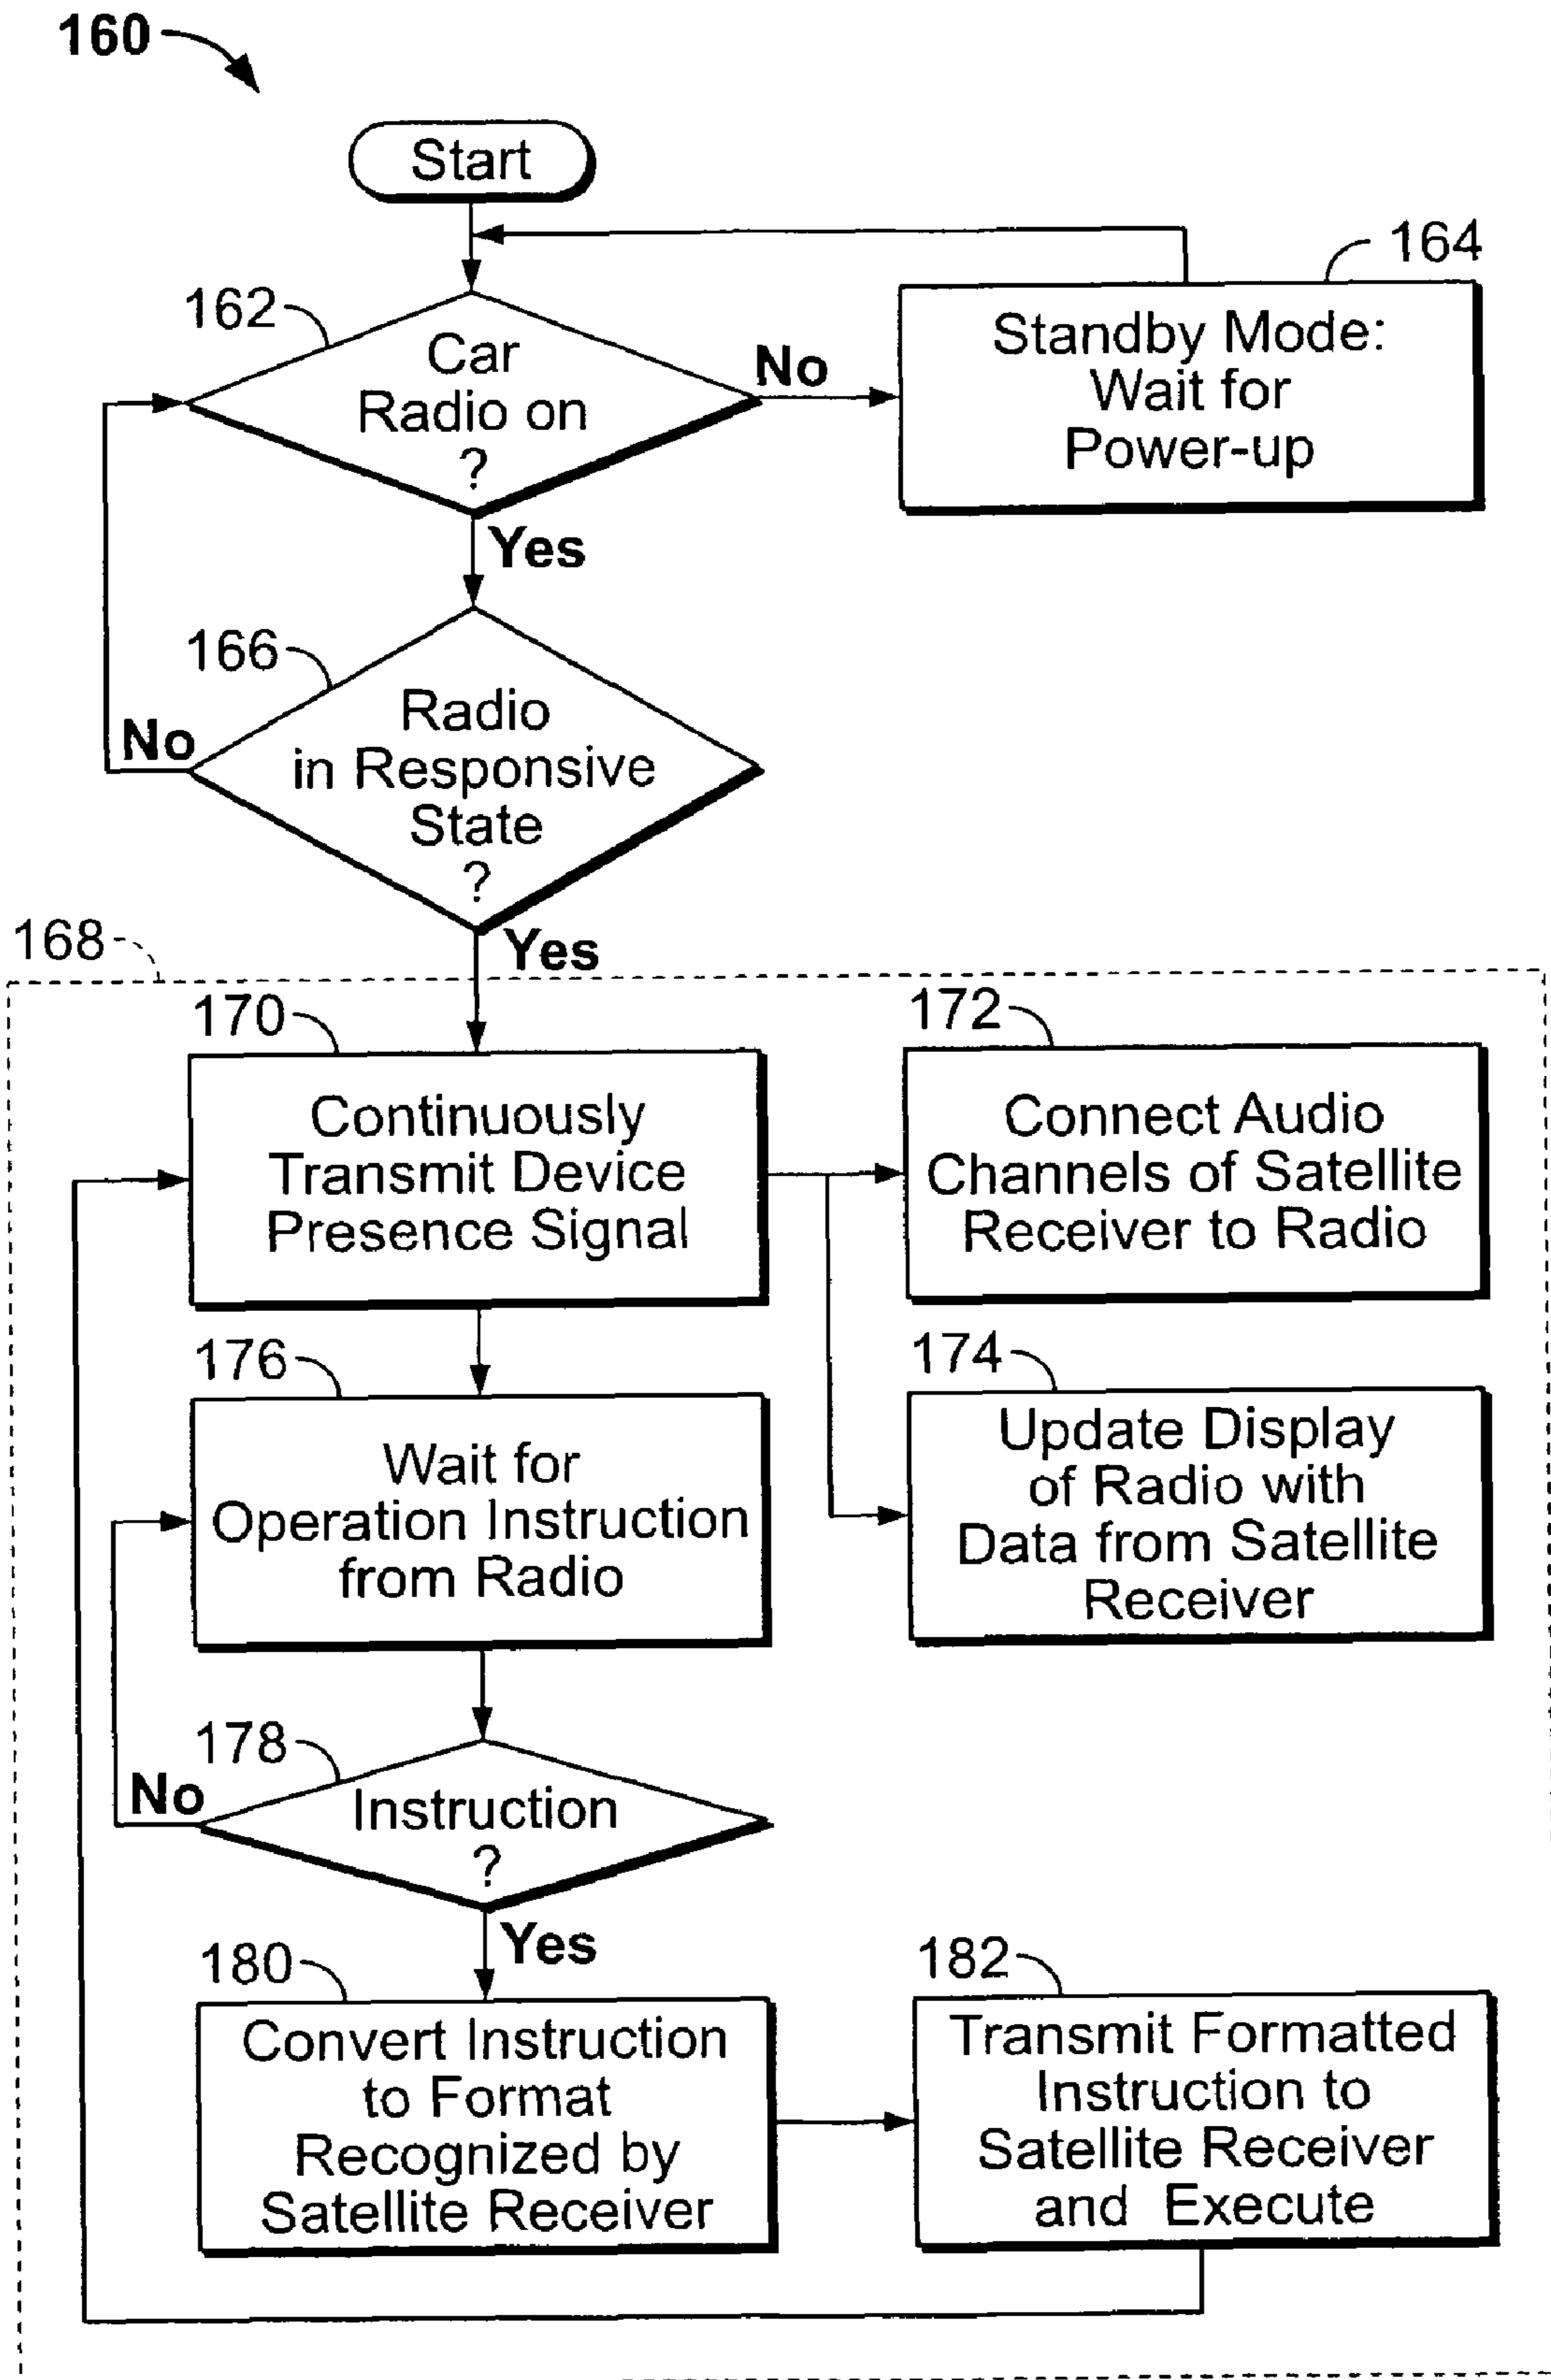 160
Start
164
162
Car
Radio on
?
No
Standby Mode:
Wait for
Power-up
Yes
166
Radio
in Responsive
State
?
No
Yes
168
170
Continuously
Transmit Device
Presence Signal
172
Connect Audio
Channels of Satellite
Receiver to Radio
176
Wait for
Operation Instruction
from Radio
174
Update Display
of Radio with
Data from Satellite
Receiver
178
Instruction
?
No
Yes
180
Convert Instruction
to Format
Recognized by
Satellite Receiver
182
Transmit Formatted
Instruction to
Satellite Receiver
and Execute